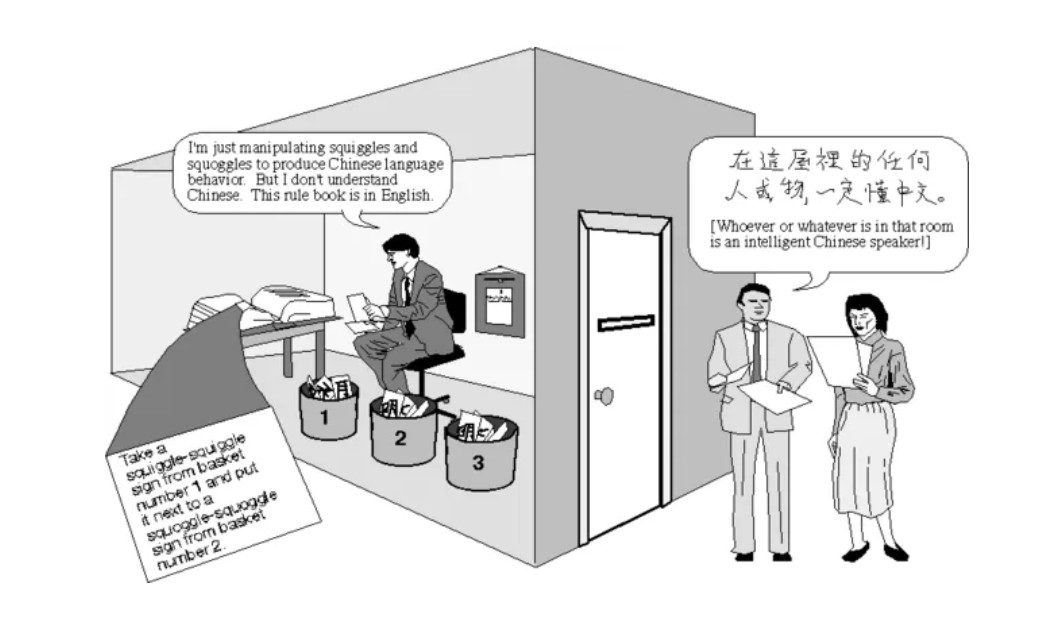 I'm just manipulating squiggles and
squoggles to produce Chinese language
behavior. But I don't understand
Chinese. This rule book is in English.
在這屋裡的任何
人或物,一定懂中文。
[Whoever or whatever is in that room
is an intelligent Chinese speaker!]
1
2
3
Take a
squiggle-squiggle
sign from basket
number 1 and put
it next to a
squoggle-squoggle
sign from basket
number 2.